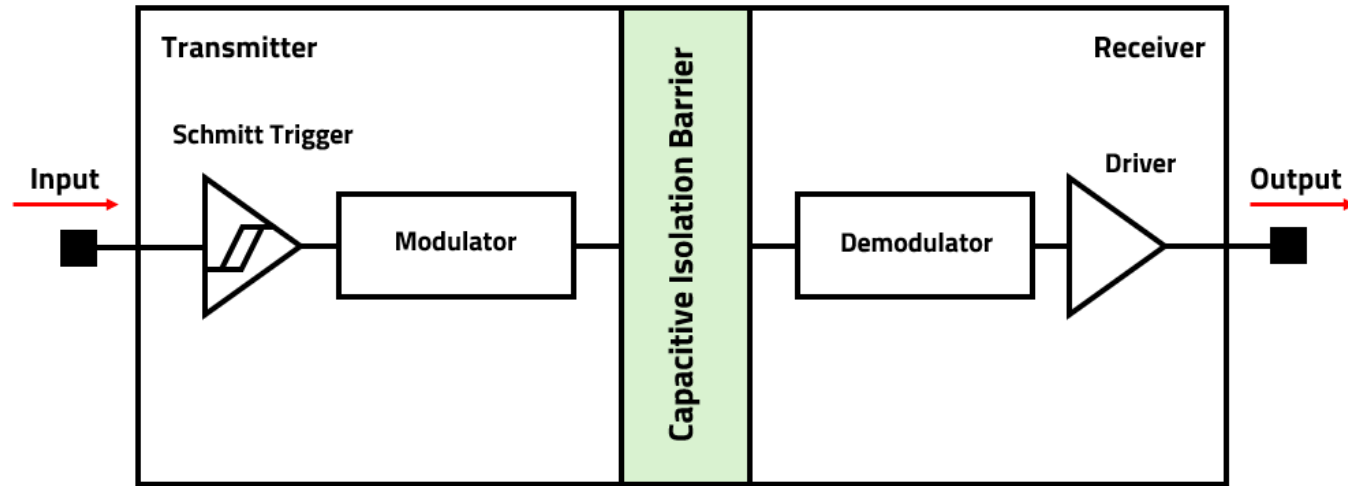 Transmitter
Receiver
Schmitt Trigger
Driver
Input
Output
Modulator
Capacitive Isolation Barrier
Demodulator